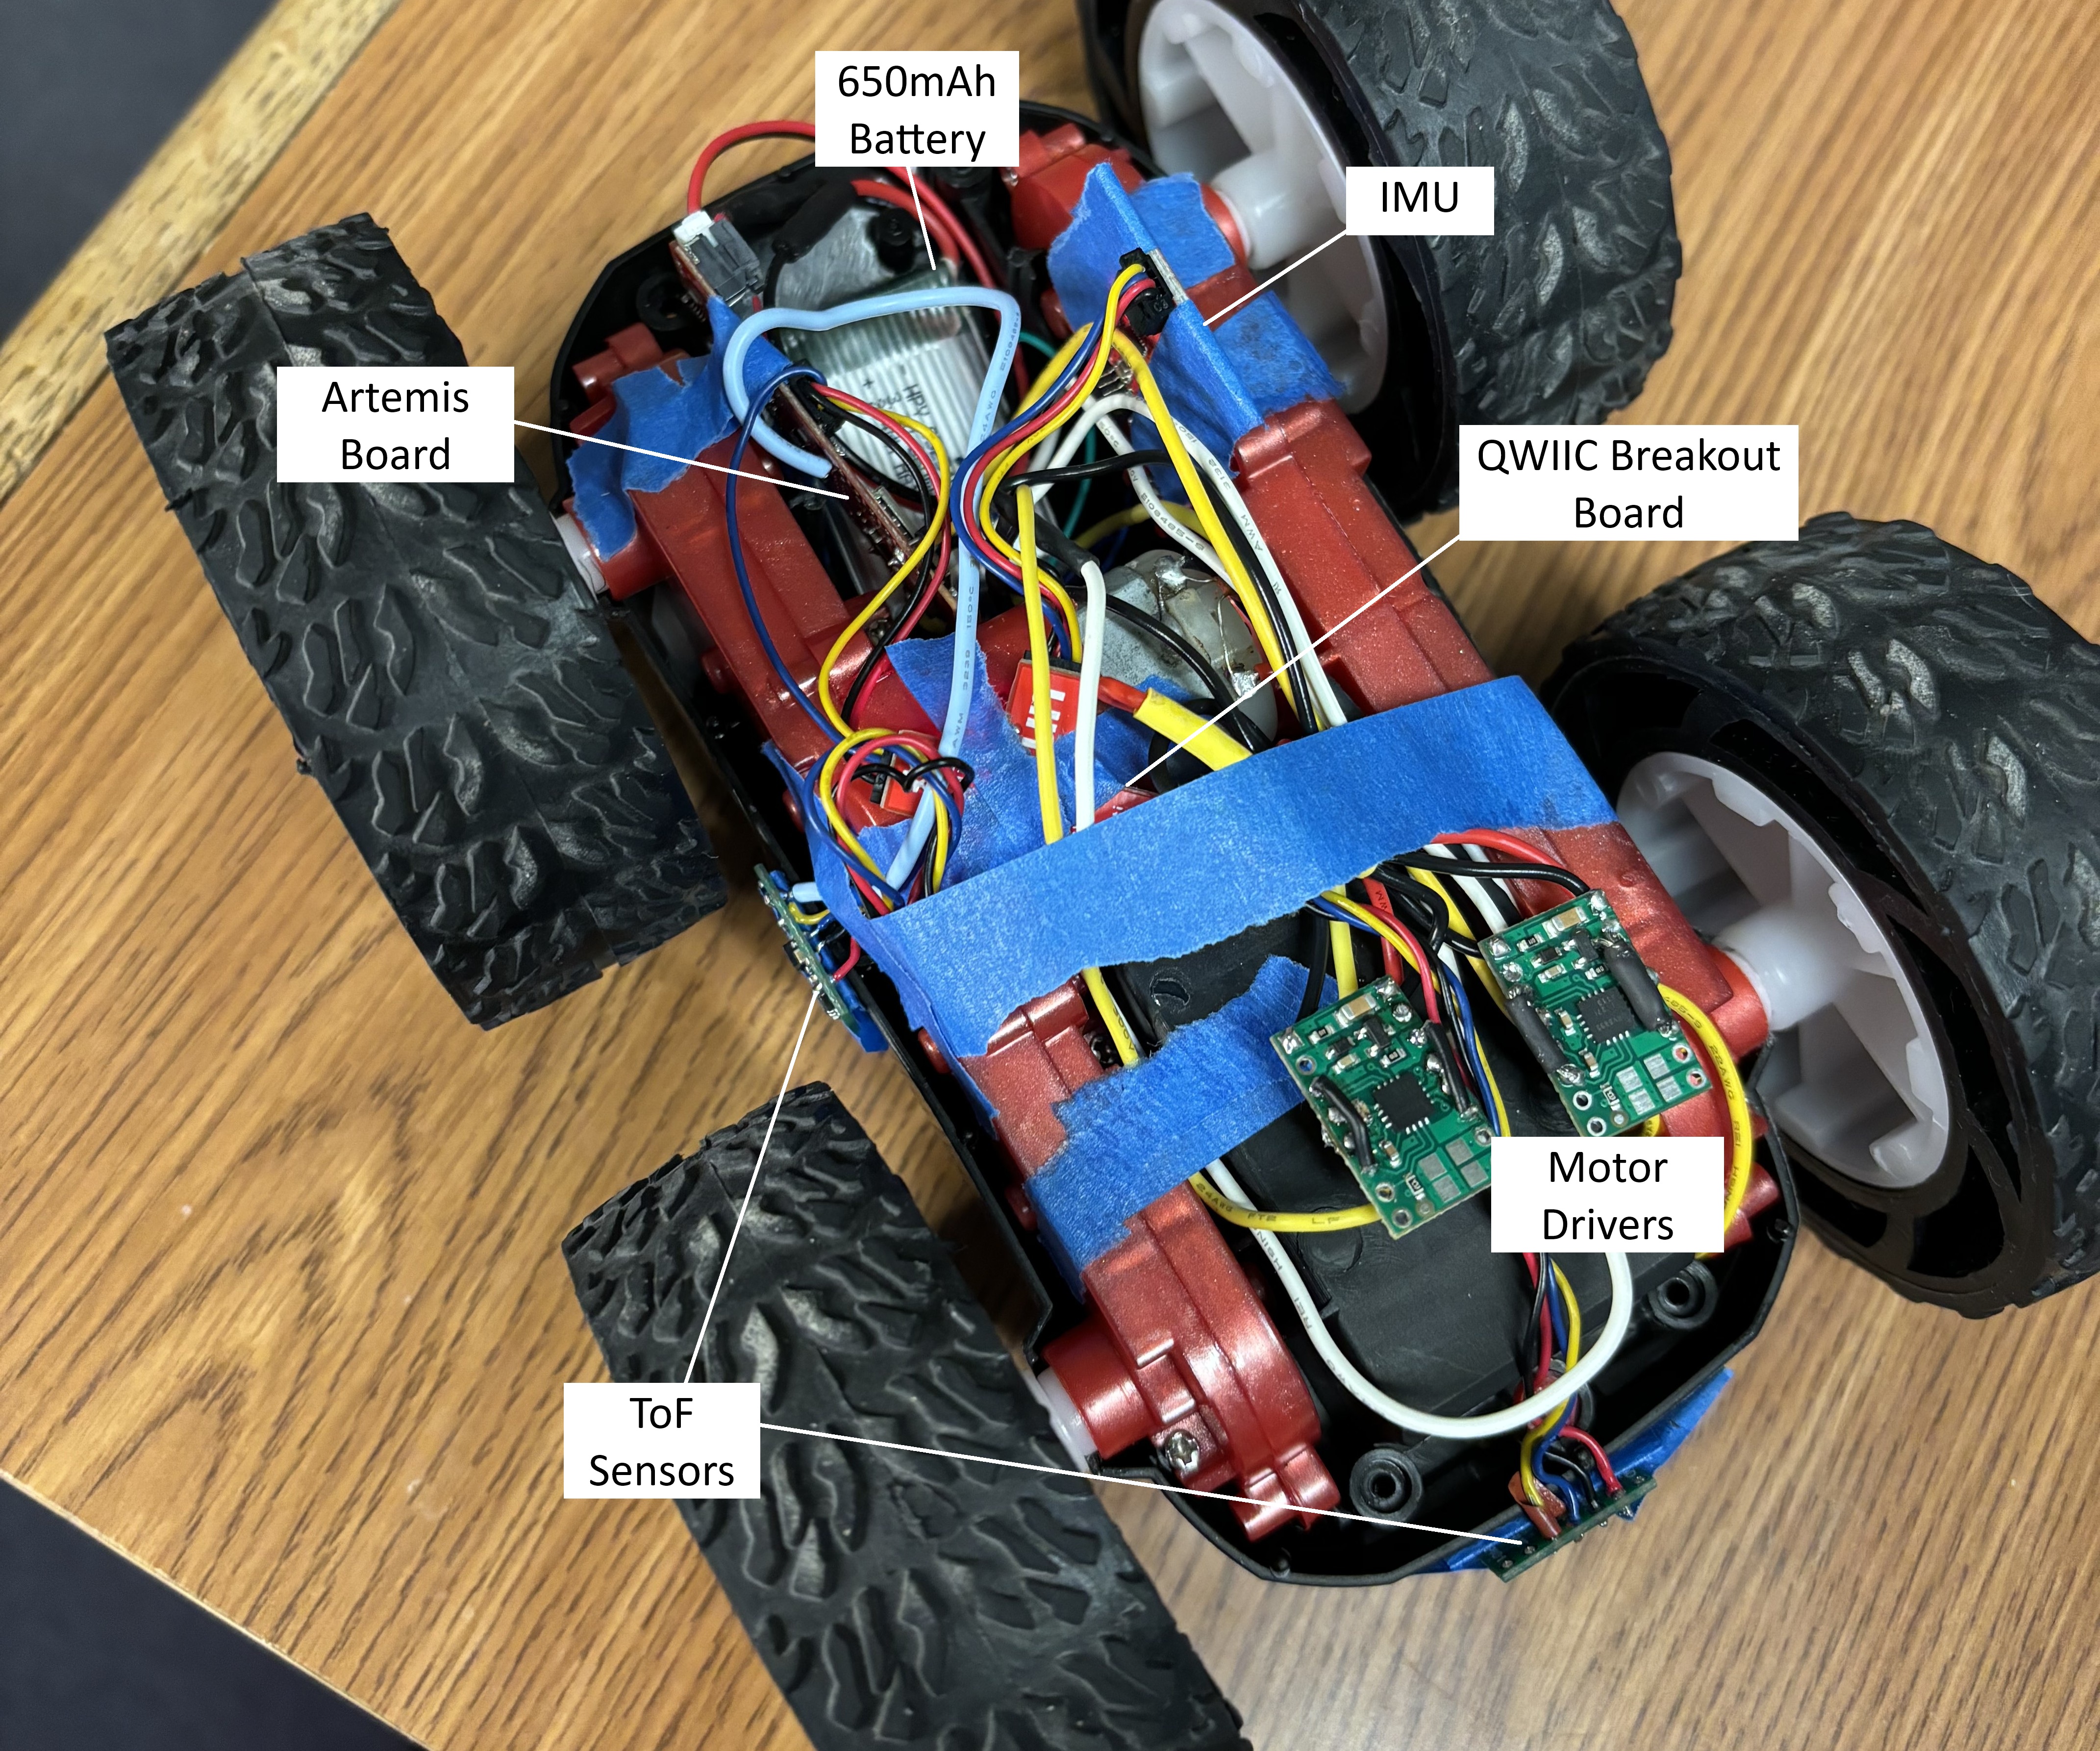 650mAh
Battery
IMU
Artemis
Board
QWIIC Breakout
Board
Motor
Drivers
ToF
Sensors